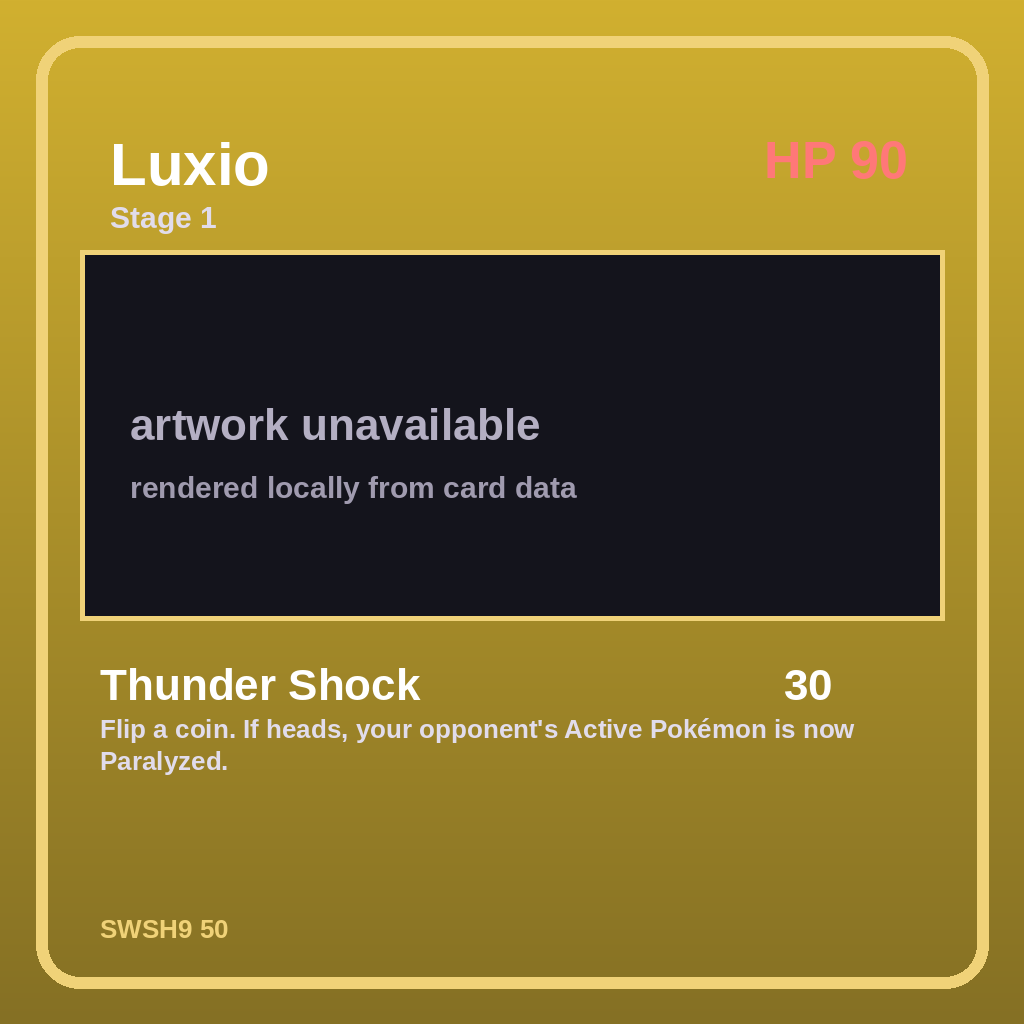 Luxio
HP 90
Stage 1
artwork unavailable
rendered locally from card data
Thunder Shock
30
Flip a coin. If heads, your opponent's Active Pokémon is now
Paralyzed.
SWSH9 50